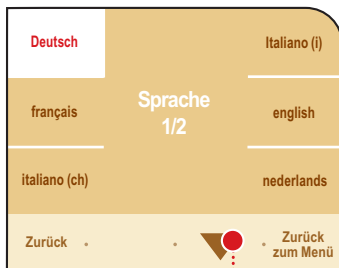 Deutsch
Italiano (i)
Sprache
1/2
français
english
italiano (ch)
nederlands
Zurück
Zurück
zum Menü